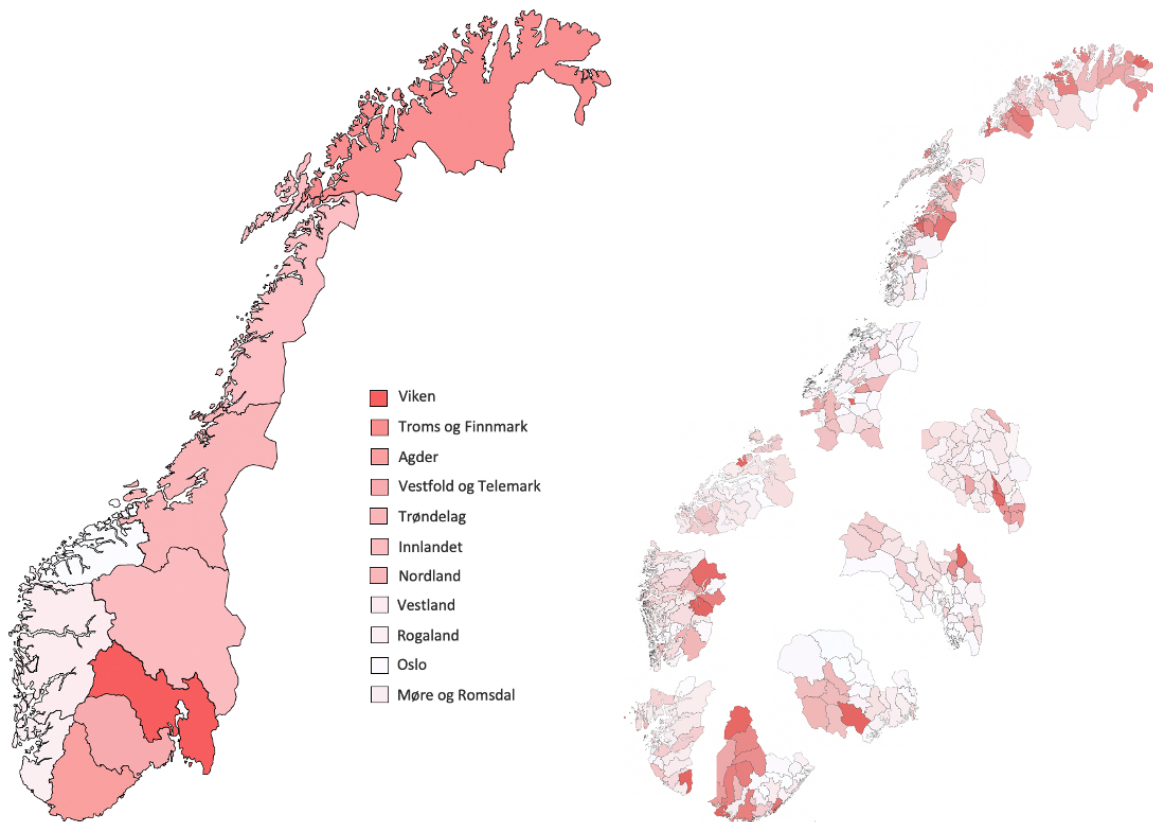 Viken
Troms og Finnmark
Agder
Vestfold og Telemark
Trøndelag
Innlandet
Nordland
Vestland
Rogaland
Oslo
Møre og Romsdal